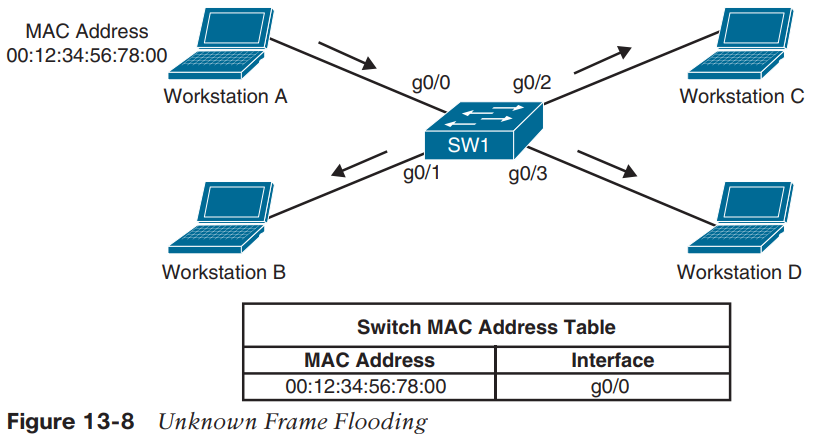 MAC Address
00:12:34:56:78:00
Workstation A
g0/0
g0/2
Workstation C
SW1
g0/1
g0/3
Workstation B
Workstation D
Switch MAC Address Table
MAC Address Interface
00:12:34:56:78:00 g0/0
Figure 13-8 Unknown Frame Flooding